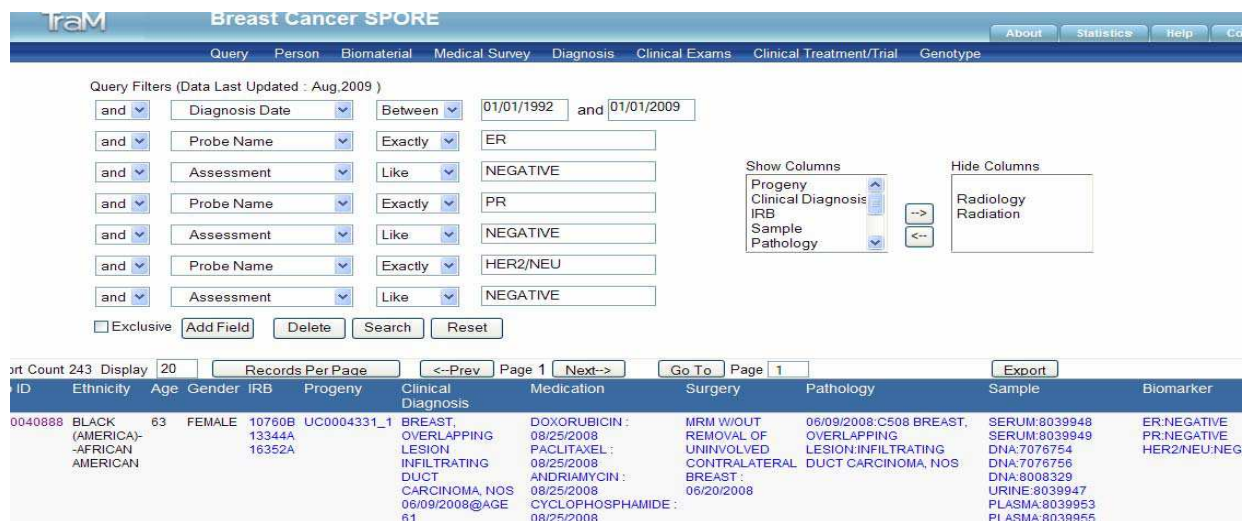 TraM Breast Cancer SPORE
About Statistics Help Co
Query Person Biomaterial Medical Survey Diagnosis Clinical Exams Clinical Treatment/Trial Genotype
Query Filters (Data Last Updated : Aug,2009 )
and Diagnosis Date Between 01/01/1992 and 01/01/2009
and Probe Name Exactly ER
and Assessment Like NEGATIVE
and Probe Name Exactly PR
and Assessment Like NEGATIVE
and Probe Name Exactly HER2/NEU
and Assessment Like NEGATIVE
Show Columns
Progeny
Clinical Diagnosis
IRB
Sample
Pathology
-->
<--
Hide Columns
Radiology
Radiation
Exclusive Add Field Delete Search Reset
ort Count 243 Display 20 Records Per Page <--Prev Page 1 Next--> Go To Page 1 Export
ID Ethnicity Age Gender IRB Progeny Clinical Diagnosis Medication Surgery Pathology Sample Biomarker
0040888
BLACK
(AMERICA)-
-AFRICAN
AMERICAN
63
FEMALE
10760B
13344A
16352A
UC0004331_1
BREAST,
OVERLAPPING
LESION
INFILTRATING
DUCT
CARCINOMA, NOS
06/09/2008@AGE
61
DOXORUBICIN :
08/25/2008
PACLITAXEL :
08/25/2008
ANDRIAMYCIN :
08/25/2008
CYCLOPHOSPHAMIDE :
08/25/2008
MRM W/OUT
REMOVAL OF
UNINVOLVED
CONTRALATERAL
BREAST :
06/20/2008
06/09/2008:C508 BREAST,
OVERLAPPING
LESION:INFILTRATING
DUCT CARCINOMA, NOS
SERUM:8039948
SERUM:8039949
DNA:7076754
DNA:7076756
DNA:8008329
URINE:8039947
PLASMA:8039953
PLASMA:8039955
ER:NEGATIVE
PR:NEGATIVE
HER2/NEU:NEG